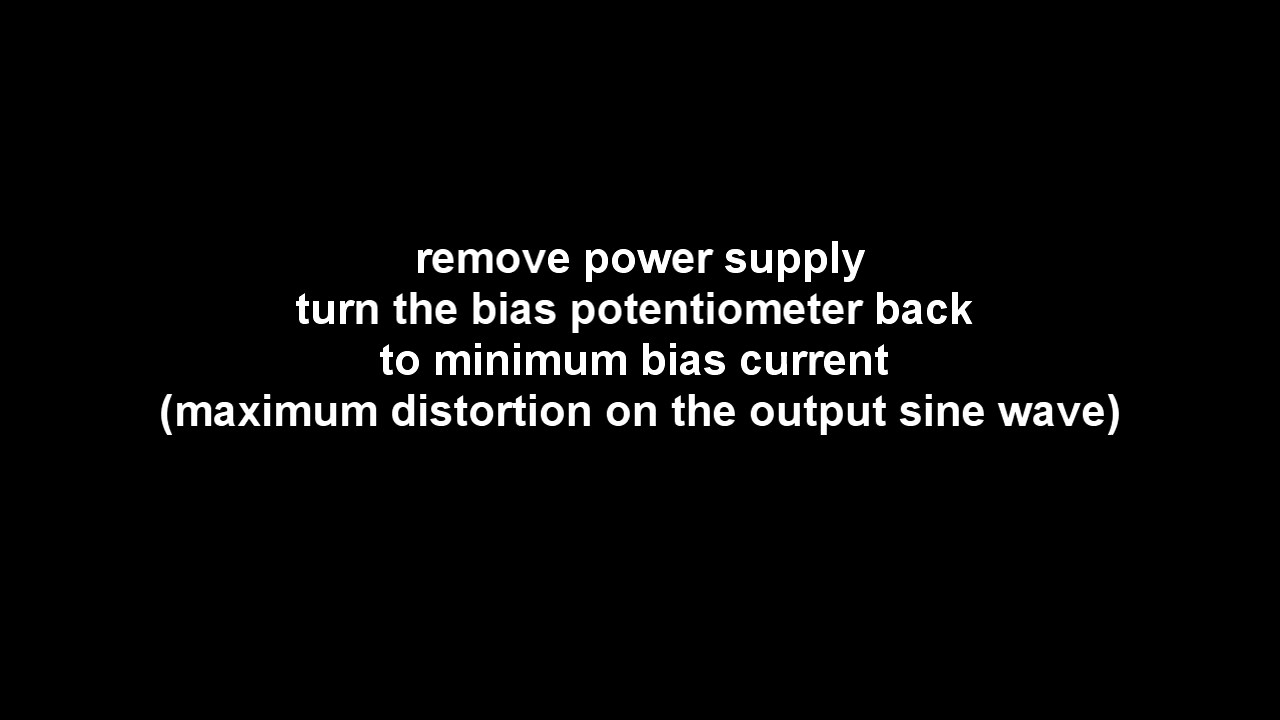 remove power supply
turn the bias potentiometer back
to minimum bias current
(maximum distortion on the output sine wave)